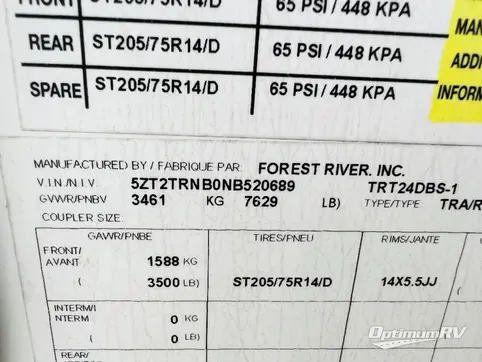 FRONT ST205/75R14/D 65 PSI / 448 KPA
REAR ST205/75R14/D 65 PSI / 448 KPA
SPARE ST205/75R14/D 65 PSI / 448 KPA
MAN
ADDI
INFORM
MANUFACTURED BY / FABRIQUE PAR: FOREST RIVER, INC.
V.I.N./N.I.V. 5ZT2TRNB0NB520689 TRT24DBS-1
GVWR/PNBV 3461 KG 7629 LB) TYPE/TYPE TRA/R
COUPLER SIZE:
GAWR/PNBE TIRES/PNEU RIMS/JANTE
FRONT/
AVANT 1588 KG
( 3500 LB) ST205/75R14/D 14X5.5JJ
INTERM/I
NTERM 0 KG
( 0 LB)
REAR/
OptimumRV